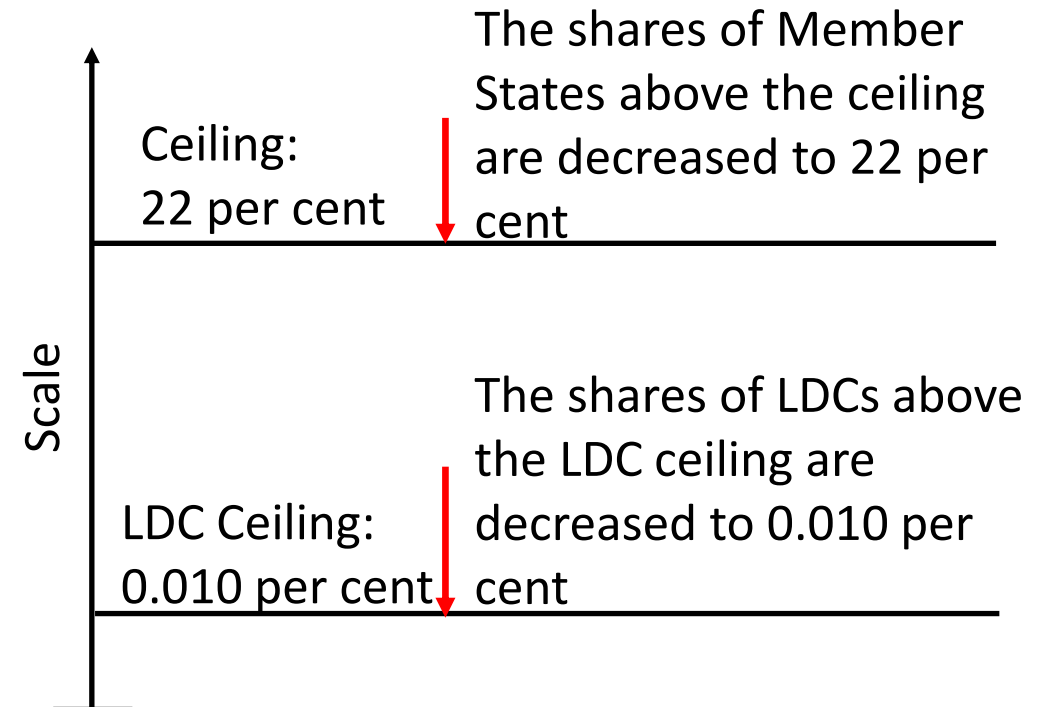 The shares of Member
States above the ceiling
are decreased to 22 per
cent
Ceiling:
22 per cent
Scale
The shares of LDCs above
the LDC ceiling are
decreased to 0.010 per
cent
LDC Ceiling:
0.010 per cent